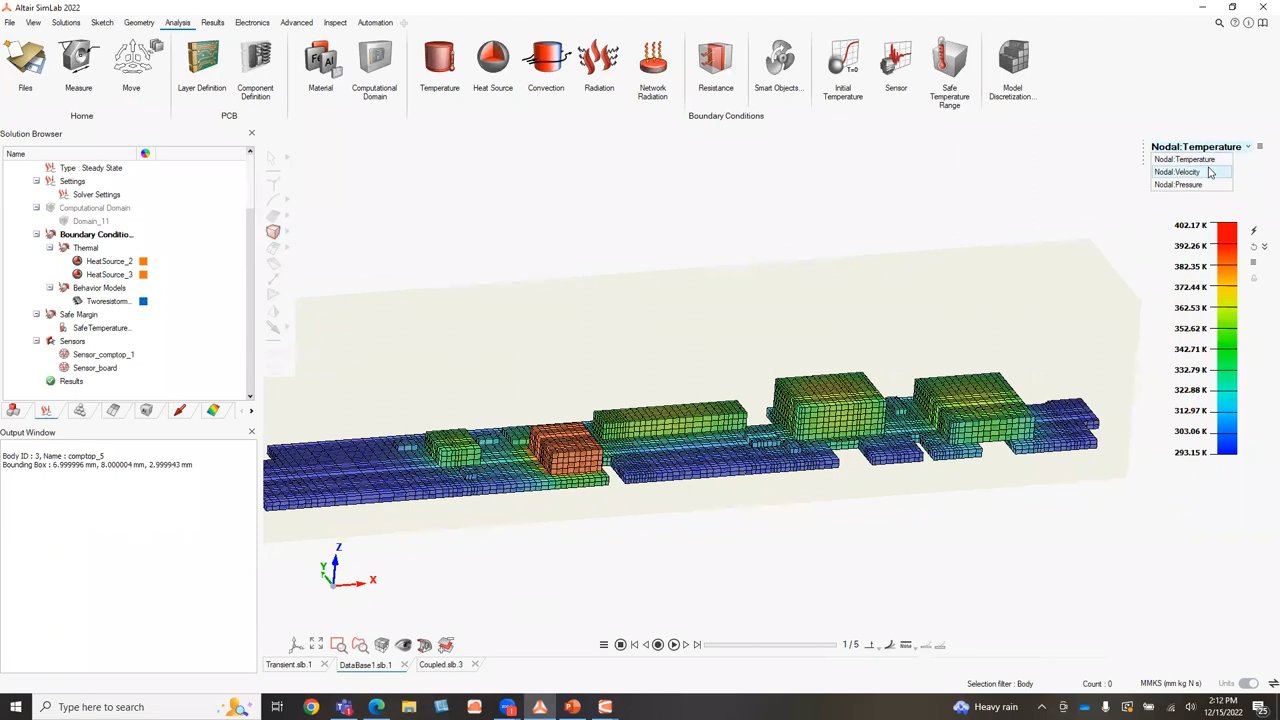 Altair SimLab 2022
File View Solutions Sketch Geometry Analysis Results Electronics Advanced Inspect Automation
Files Measure Move Layer Definition Component Definition Material Computational Domain Temperature Heat Source Convection Radiation Network Radiation Resistance Smart Objects... Initial Temperature Sensor Safe Temperature Range Model Discretization...
Home PCB Boundary Conditions
Solution Browser
Name
Type : Steady State
Settings
Solver Settings
Computational Domain
Domain_11
Boundary Conditio...
Thermal
HeatSource_2
HeatSource_3
Behavior Models
Tworesistorm...
Safe Margin
SafeTemperature...
Sensors
Sensor_comptop_1
Sensor_board
Results
Output Window
Body ID : 3, Name : comptop_5
Bounding Box : 6.999996 mm, 8.000004 mm, 2.999943 mm
Nodal:Temperature
Nodal:Temperature
Nodal:Velocity
Nodal:Pressure
402.17 K
392.26 K
382.35 K
372.44 K
362.53 K
352.62 K
342.71 K
332.79 K
322.88 K
312.97 K
303.06 K
293.15 K
Z
Y
X
1 / 5
Transient.slb.1 DataBase1.slb.1 Coupled.slb.3
Selection filter : Body Count : 0 MMKS (mm kg N s) Units
Type here to search
Heavy rain
2:12 PM
12/15/2022